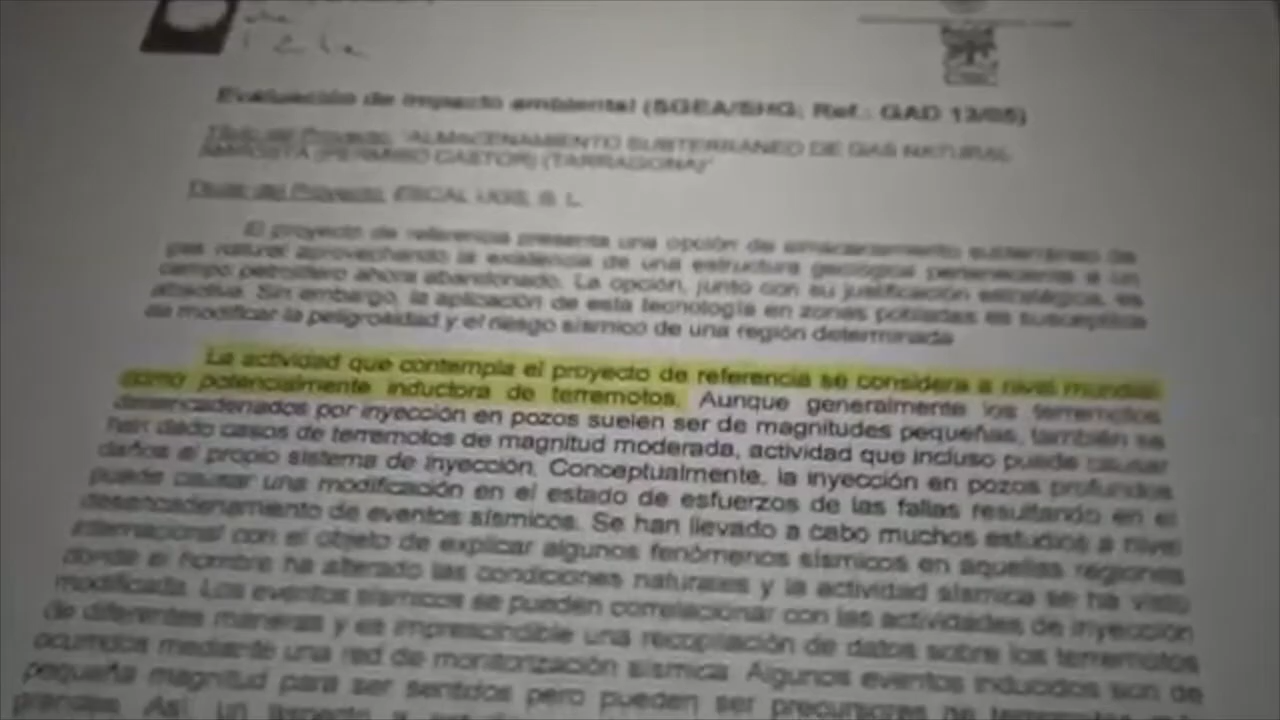 Evaluación de impacto ambiental (SGEA/SHG; Ref.: GAD 13/05)
Título del Proyecto: "ALMACENAMIENTO SUBTERRANEO DE GAS NATURAL
AMPOSTA (PERMISO CASTOR) (TARRAGONA)"
Titular del Proyecto: ESCAL UGS, S. L.
El proyecto de referencia presenta una opción de almacenamiento subterráneo de
gas natural aprovechando la existencia de una estructura geológica perteneciente a un
campo petrolífero ahora abandonado. La opción, junto con su justificación estratégica, es
atractiva. Sin embargo, la aplicación de esta tecnología en zonas pobladas es susceptible
de modificar la peligrosidad y el riesgo sísmico de una región determinada
La actividad que contempla el proyecto de referencia se considera a nivel mundial
como potencialmente inductora de terremotos. Aunque generalmente los terremotos
desencadenados por inyección en pozos suelen ser de magnitudes pequeñas, también se
han dado casos de terremotos de magnitud moderada, actividad que incluso puede causar
daños al propio sistema de inyección. Conceptualmente, la inyección en pozos profundos
puede causar una modificación en el estado de esfuerzos de las fallas resultando en el
desencadenamiento de eventos sísmicos. Se han llevado a cabo muchos estudios a nivel
internacional con el objeto de explicar algunos fenómenos sísmicos en aquellas regiones
donde el hombre ha alterado las condiciones naturales y la actividad sísmica se ha visto
modificada. Los eventos sísmicos se pueden correlacionar con las actividades de inyección
de diferentes maneras y es imprescindible una recopilación de datos sobre los terremotos
ocurridos mediante una red de monitorización sísmica. Algunos eventos inducidos son de
pequeña magnitud para ser sentidos pero pueden ser precursores de